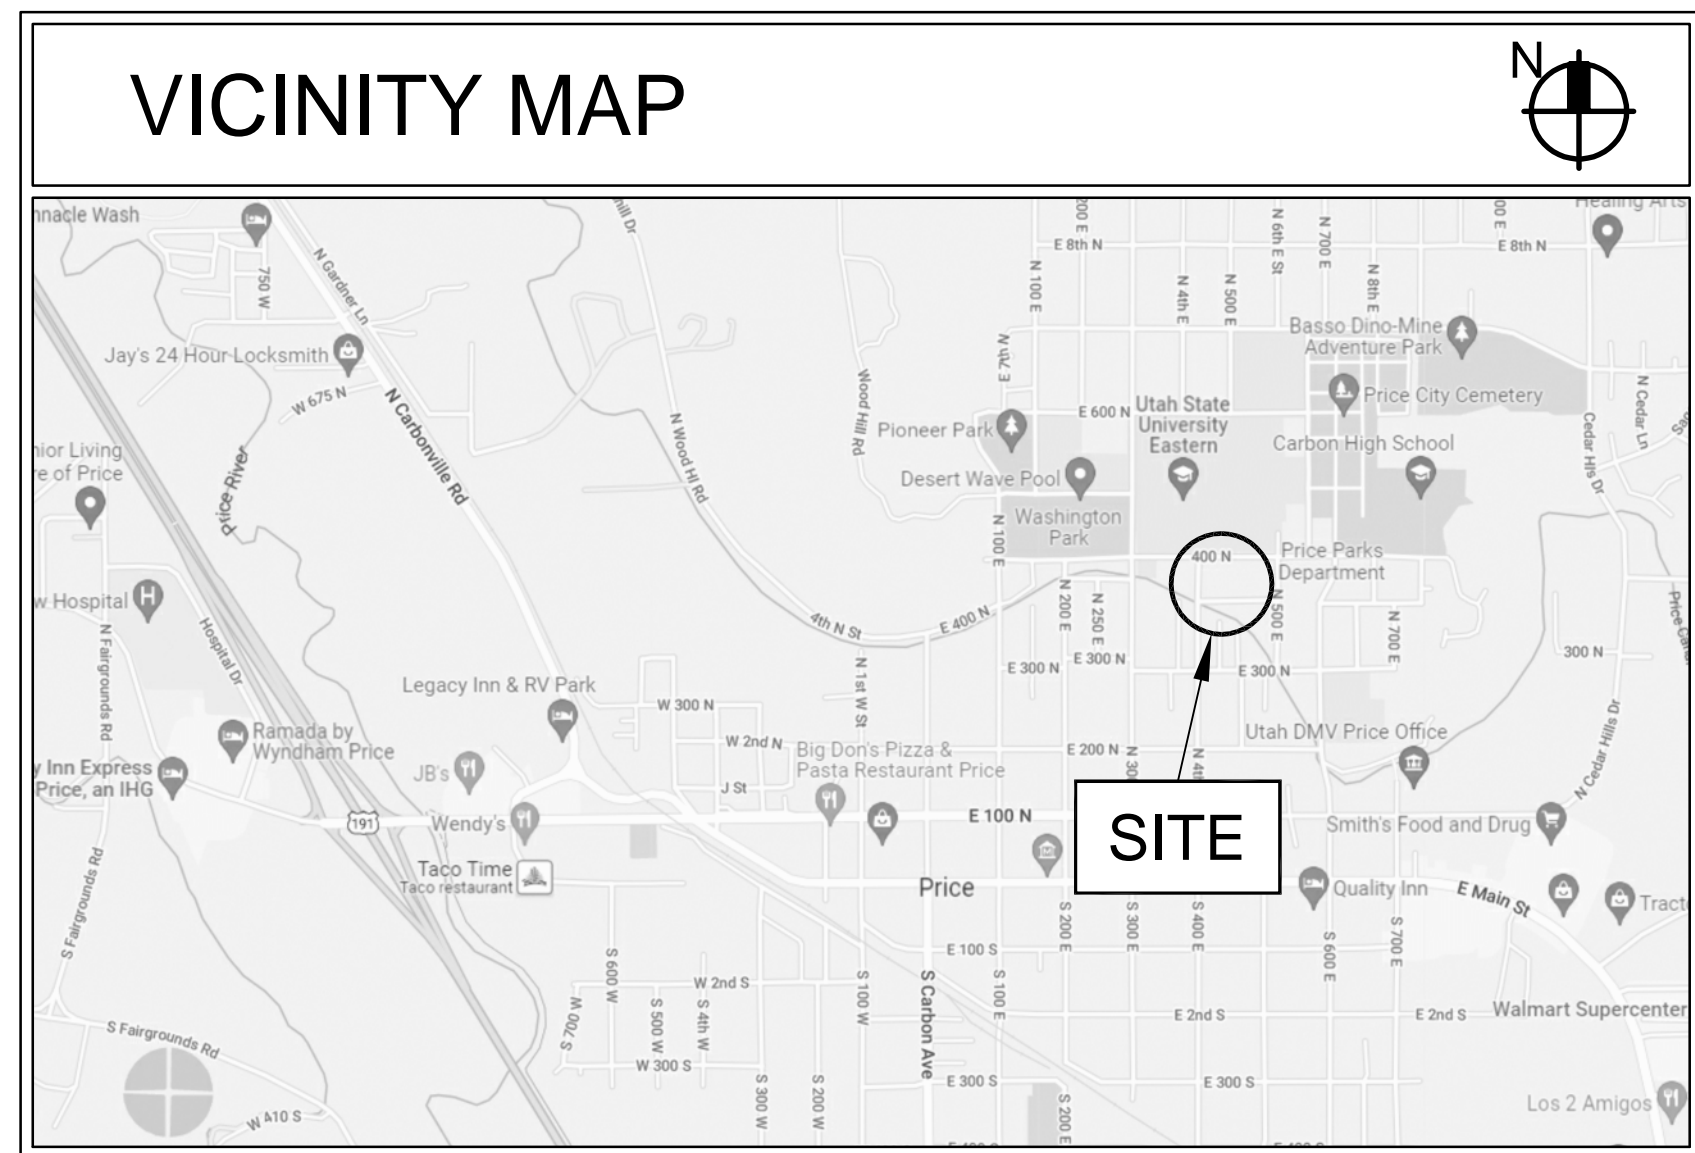 VICINITY MAP
N
Wash
750 W
N Gardner Ln
Jay's 24 Hour Locksmith
W 675 N
N Carbonville Rd
Price River
Living
of Price
Hospital
N Fairgrounds Rd
Hospital Dr
Ramada by
Wyndham Price
Inn Express
Price, an IHG
191
JB's
Wendy's
Taco Time
Taco restaurant
Legacy Inn & RV Park
S Fairgrounds Rd
S Fairgrounds Rd
W 410 S
N Wood Hl Rd
Wood Hill Rd
4th N St
E 400 N
N 1st W St
W 300 N
W 2nd N
J St
Big Don's Pizza &
Pasta Restaurant Price
E 100 N
Price
E 8th N
E 8th N
N 100 E
N 4th E
N 500 E
N 6th E St
N 700 E
N 8th E
E 7th N
Healing Arts
Basso Dino-Mine
Adventure Park
Price City Cemetery
E 600 N
Utah State
University
Eastern
Carbon High School
Pioneer Park
Desert Wave Pool
Washington
Park
N 100 E
400 N
Price Parks
Department
N 200 E
N 250 E
N 500 E
N 700 E
E 300 N
E 300 N
E 300 N
300 N
N Cedar Ln
Cedar Hls Dr
N Cedar Hills Dr
Utah DMV Price Office
E 200 N
SITE
Smith's Food and Drug
Quality Inn
E Main St
S 200 E
S 300 E
S 400 E
S 600 E
S 700 E
E 100 S
S 600 W
S 700 W
S 500 W
S 4th W
W 2nd S
W 300 S
S 300 W
S 200 W
S 100 W
S Carbon Ave
S 100 E
E 2nd S
E 2nd S
Walmart Supercenter
E 300 S
E 300 S
S 200 E
Los 2 Amigos